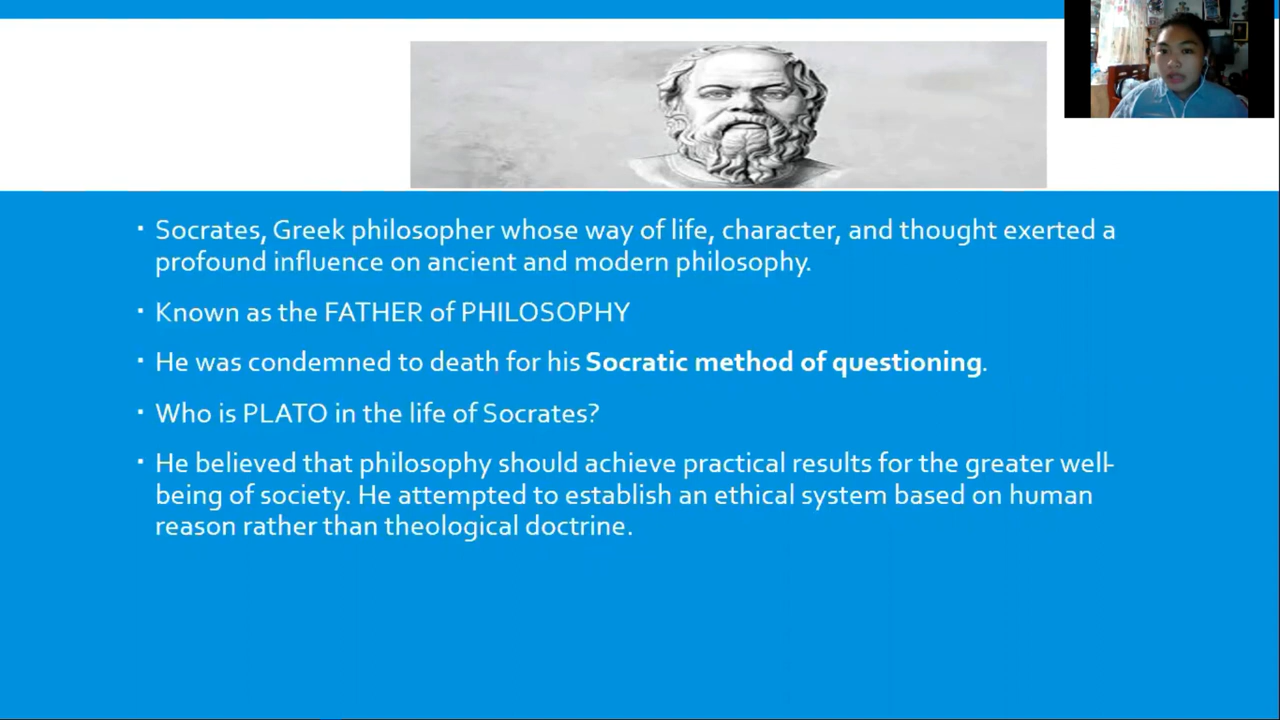 Socrates, Greek philosopher whose way of life, character, and thought exerted a
profound influence on ancient and modern philosophy.
Known as the FATHER of PHILOSOPHY
He was condemned to death for his Socratic method of questioning.
Who is PLATO in the life of Socrates?
He believed that philosophy should achieve practical results for the greater well-
being of society. He attempted to establish an ethical system based on human
reason rather than theological doctrine.